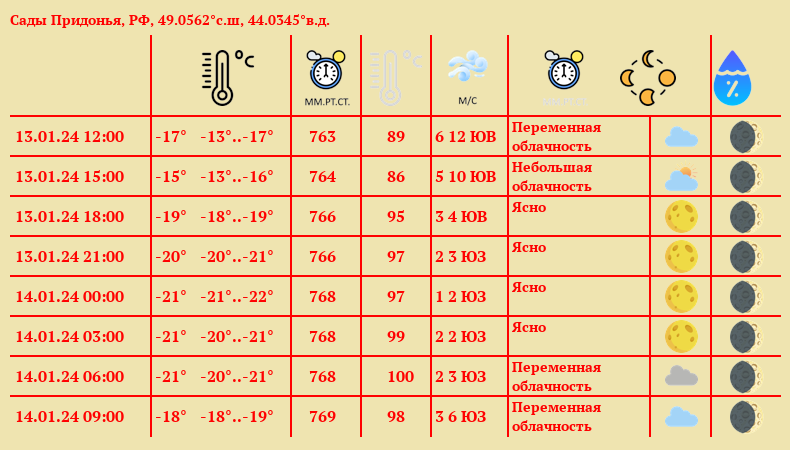 Сады Придонья, РФ, 49.0562°с.ш, 44.0345°в.д.
°C ММ.РТ.СТ. °C М/С
13.01.24 12:00 -17° -13°..-17° 763 89 6 12 ЮВ Переменная облачность
13.01.24 15:00 -15° -13°..-16° 764 86 5 10 ЮВ Небольшая облачность
13.01.24 18:00 -19° -18°..-19° 766 95 3 4 ЮВ Ясно
13.01.24 21:00 -20° -20°..-21° 766 97 2 3 ЮЗ Ясно
14.01.24 00:00 -21° -21°..-22° 768 97 1 2 ЮЗ Ясно
14.01.24 03:00 -21° -20°..-21° 768 99 2 2 ЮЗ Ясно
14.01.24 06:00 -21° -20°..-21° 768 100 2 3 ЮЗ Переменная облачность
14.01.24 09:00 -18° -18°..-19° 769 98 3 6 ЮЗ Переменная облачность